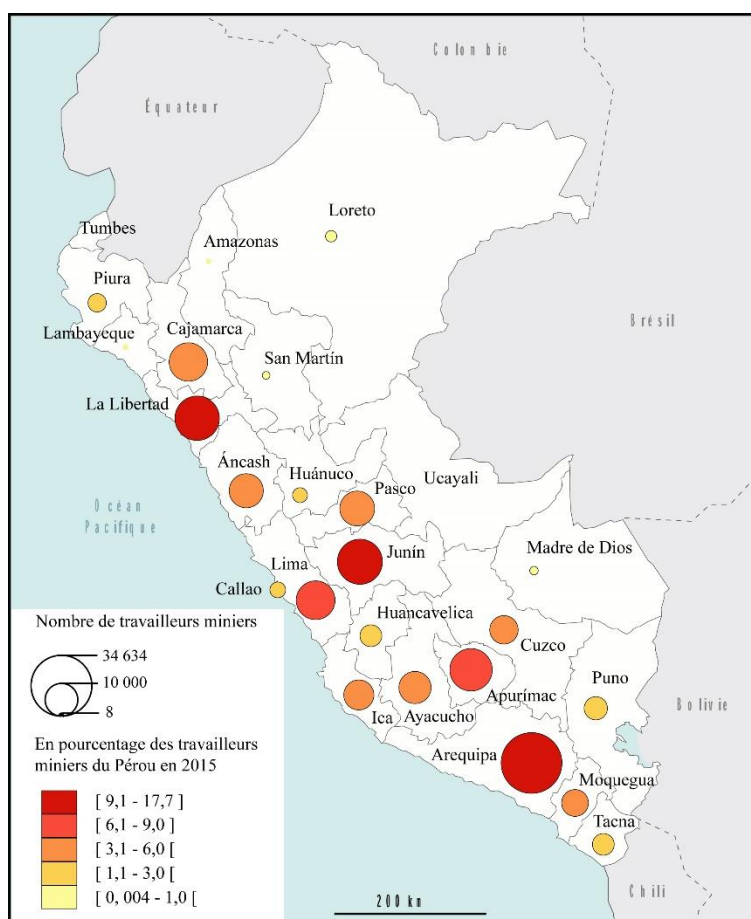 Colombie
Équateur
Loreto
Tumbes
Amazonas
Piura
Brésil
Lambayeque
Cajamarca
San Martín
La Libertad
Áncash
Huánuco
Ucayali
Pasco
Océan
Pacifique
Junín
Madre de Dios
Lima
Callao
Huancavelica
Cuzco
Puno
Apurímac
Ica
Ayacucho
Bolivie
Arequipa
Moquegua
Tacna
Chili
200 km
Nombre de travailleurs miniers
34 634
10 000
8
En pourcentage des travailleurs
miniers du Pérou en 2015
[ 9,1 - 17,7 ]
[ 6,1 - 9,0 [
[ 3,1 - 6,0 [
[ 1,1 - 3,0 [
[ 0, 004 - 1,0 [